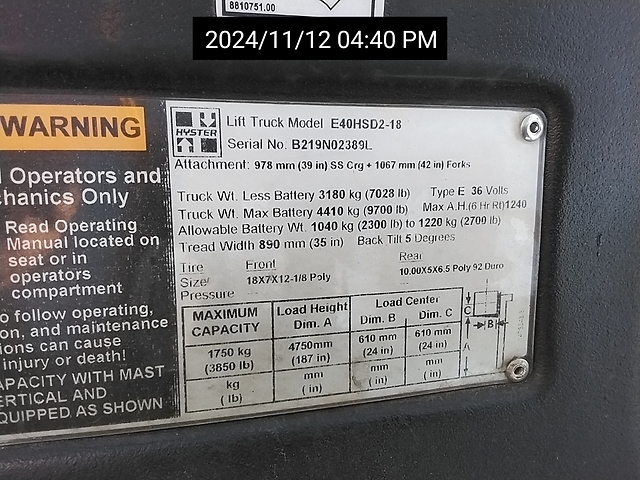 8810751.00
2024/11/12 04:40 PM
WARNING
Operators and
chanics Only
Read Operating
Manual located on
seat or in
operators
compartment
to follow operating,
on, and maintenance
ions can cause
injury or death!
CAPACITY WITH MAST
VERTICAL AND
EQUIPPED AS SHOWN
HYSTER
Lift Truck Model E40HSD2-18
Serial No. B219N02389L
Attachment: 978 mm (39 in) SS Crg + 1067 mm (42 in) Forks
Truck Wt. Less Battery 3180 kg (7028 lb) Type E 36 Volts
Truck Wt. Max Battery 4410 kg (9700 lb) Max A.H.(6 Hr Rt)1240
Allowable Battery Wt. 1040 kg (2300 lb) to 1220 kg (2700 lb)
Tread Width 890 mm (35 in) Back Tilt 5 Degrees
Tire Front Rear
Size/ 18X7X12-1/8 Poly 10.00X5X6.5 Poly 92 Duro
Pressure
MAXIMUM CAPACITY Load Height Dim. A Load Center Dim. B Dim. C
1750 kg (3850 lb) 4750mm (187 in) 610 mm (24 in) 610 mm (24 in)
kg (lb) mm (in) mm (in) mm (in)
C
B
A